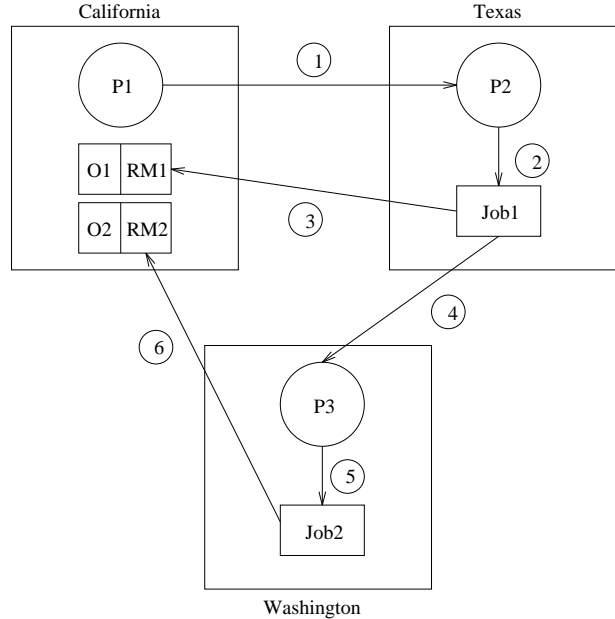 California
Texas
P1
1
P2
2
O1 RM1
3
Job1
O2 RM2
4
6
P3
5
Job2
Washington